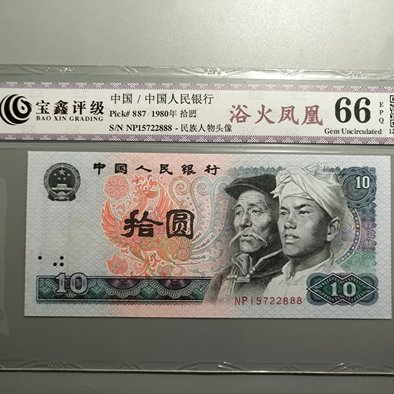 宝鑫评级
BAO XIN GRADING
中国 / 中国人民银行
Pick# 887 1980年 拾圆
S/N NP15722888 - 民族人物头像
浴火凤凰
66
EPQ
Gem Uncirculated
中国人民银行
10
拾圆
NP15722888
10
10